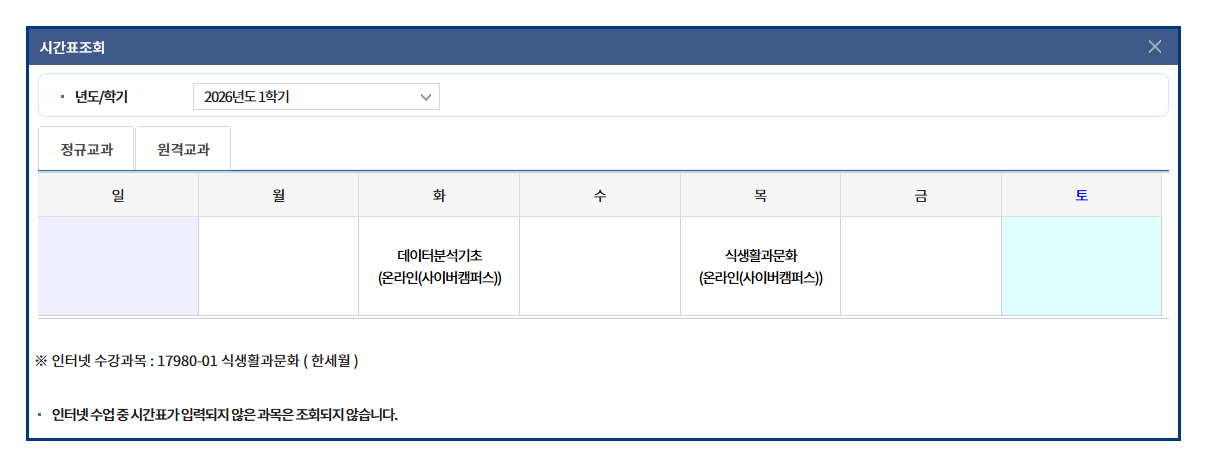 시간표조회
년도/학기 2026년도 1학기
정규교과 원격교과
일 월 화 수 목 금 토
데이터분석기초 식생활과문화
(온라인(사이버캠퍼스)) (온라인(사이버캠퍼스))
※ 인터넷 수강과목 : 17980-01 식생활과문화 ( 한세월 )
인터넷 수업 중 시간표가 입력되지 않은 과목은 조회되지 않습니다.